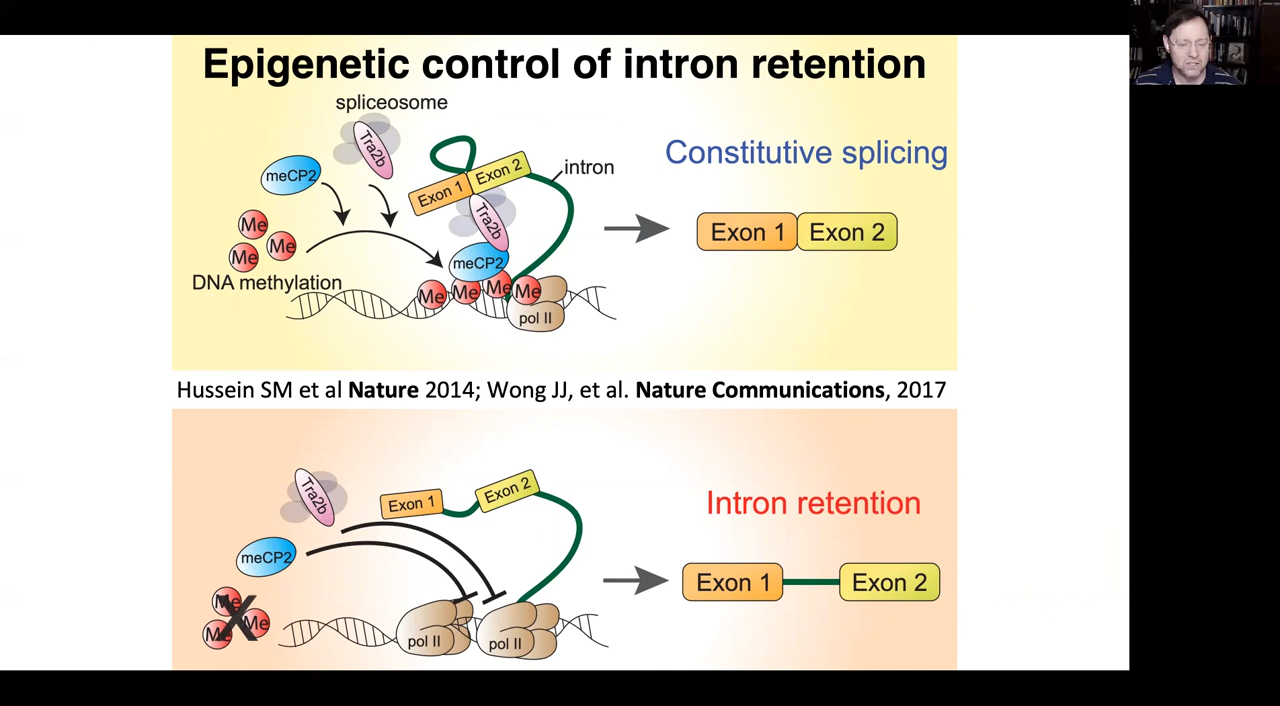 Epigenetic control of intron retention
spliceosome
Tra2b
meCP2
Me
Me
Me
DNA methylation
Exon 1
Exon 2
intron
Tra2b
meCP2
Me
Me
Me
Me
pol II
Constitutive splicing
Exon 1
Exon 2
Hussein SM et al Nature 2014; Wong JJ, et al. Nature Communications, 2017
Tra2b
meCP2
Me
Me
Me
Exon 1
Exon 2
pol II
pol II
Intron retention
Exon 1
Exon 2